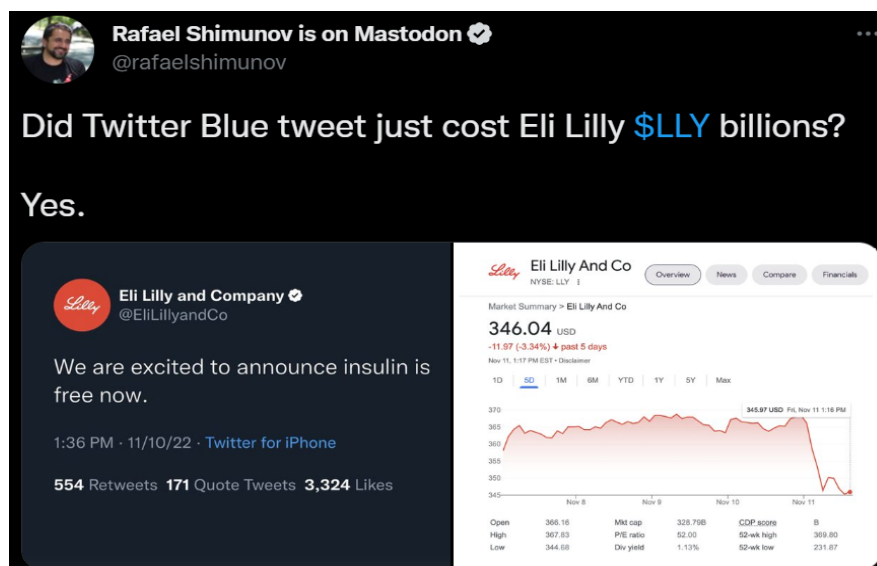 Rafael Shimunov is on Mastodon
@rafaelshimunov
Did Twitter Blue tweet just cost Eli Lilly $LLY billions?
Yes.
Lilly
Eli Lilly and Company
@EliLillyandCo
We are excited to announce insulin is
free now.
1:36 PM · 11/10/22 · Twitter for iPhone
554 Retweets 171 Quote Tweets 3,324 Likes
Lilly
Eli Lilly And Co
NYSE: LLY
Overview News Compare Financials
Market Summary > Eli Lilly And Co
346.04 USD
-11.97 (-3.34%) ↓ past 5 days
Nov 11, 1:17 PM EST • Disclaimer
1D 5D 1M 6M YTD 1Y 5Y Max
345.97 USD Fri, Nov 11 1:16 PM
370
365
360
355
350
345
Nov 8 Nov 9 Nov 10 Nov 11
Open 366.16 Mkt cap 328.79B CDP score B
High 367.83 P/E ratio 52.00 52-wk high 369.80
Low 344.68 Div yield 1.13% 52-wk low 231.87